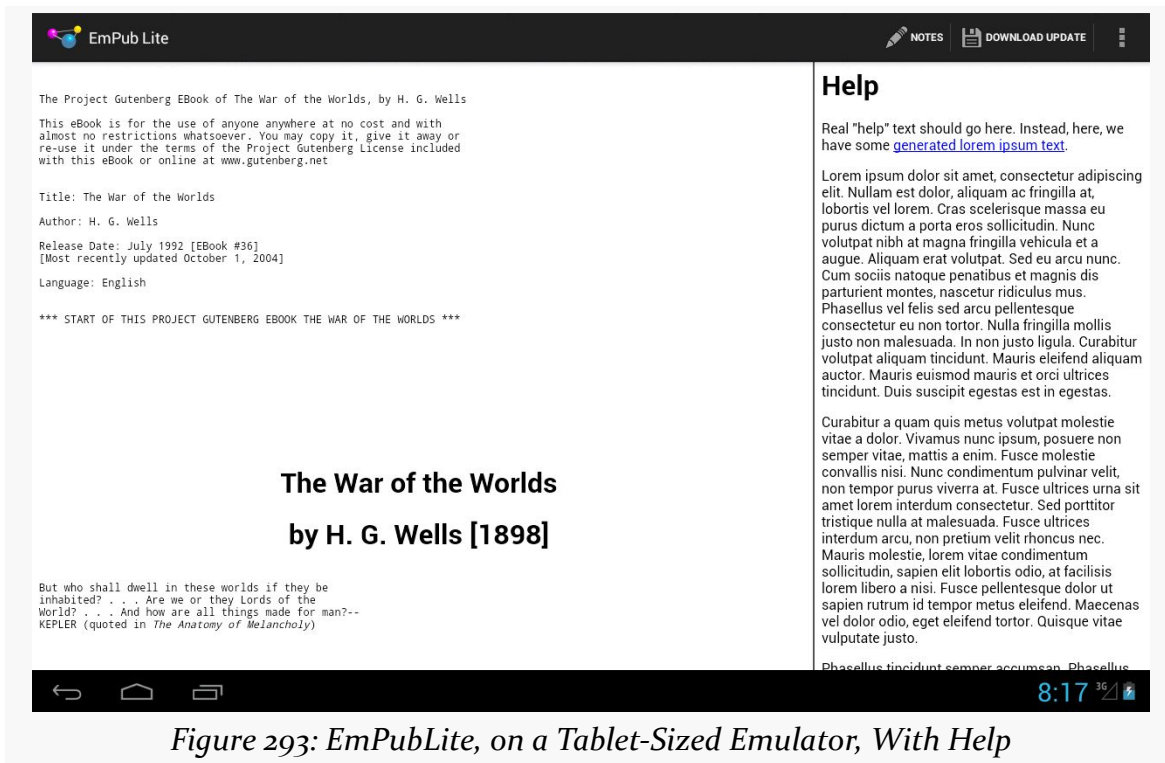 EmPub Lite
NOTES
DOWNLOAD UPDATE
The Project Gutenberg EBook of The War of the Worlds, by H. G. Wells
This eBook is for the use of anyone anywhere at no cost and with
almost no restrictions whatsoever. You may copy it, give it away or
re-use it under the terms of the Project Gutenberg License included
with this eBook or online at www.gutenberg.net
Title: The War of the Worlds
Author: H. G. Wells
Release Date: July 1992 [EBook #36]
[Most recently updated October 1, 2004]
Language: English
*** START OF THIS PROJECT GUTENBERG EBOOK THE WAR OF THE WORLDS ***
The War of the Worlds
by H. G. Wells [1898]
But who shall dwell in these worlds if they be
inhabited? . . . Are we or they Lords of the
World? . . . And how are all things made for man?--
KEPLER (quoted in The Anatomy of Melancholy)
Help
Real "help" text should go here. Instead, here, we
have some generated lorem ipsum text.
Lorem ipsum dolor sit amet, consectetur adipiscing
elit. Nullam est dolor, aliquam ac fringilla at,
lobortis vel lorem. Cras scelerisque massa eu
purus dictum a porta eros sollicitudin. Nunc
volutpat nibh at magna fringilla vehicula et a
augue. Aliquam erat volutpat. Sed eu arcu nunc.
Cum sociis natoque penatibus et magnis dis
parturient montes, nascetur ridiculus mus.
Phasellus vel felis sed arcu pellentesque
consectetur eu non tortor. Nulla fringilla mollis
justo non malesuada. In non justo ligula. Curabitur
volutpat aliquam tincidunt. Mauris eleifend aliquam
auctor. Mauris euismod mauris et orci ultrices
tincidunt. Duis suscipit egestas est in egestas.
Curabitur a quam quis metus volutpat molestie
vitae a dolor. Vivamus nunc ipsum, posuere non
semper vitae, mattis a enim. Fusce molestie
convallis nisi. Nunc condimentum pulvinar velit,
non tempor purus viverra at. Fusce ultrices urna sit
amet lorem interdum consectetur. Sed porttitor
tristique nulla at malesuada. Fusce ultrices
interdum arcu, non pretium velit rhoncus nec.
Mauris molestie, lorem vitae condimentum
sollicitudin, sapien elit lobortis odio, at facilisis
lorem libero a nisi. Fusce pellentesque dolor ut
sapien rutrum id tempor metus eleifend. Maecenas
vel dolor odio, eget eleifend tortor. Quisque vitae
vulputate justo.
Phasellus tincidunt semper accumsan. Phasellus
8:17 3G
Figure 293: EmPubLite, on a Tablet-Sized Emulator, With Help